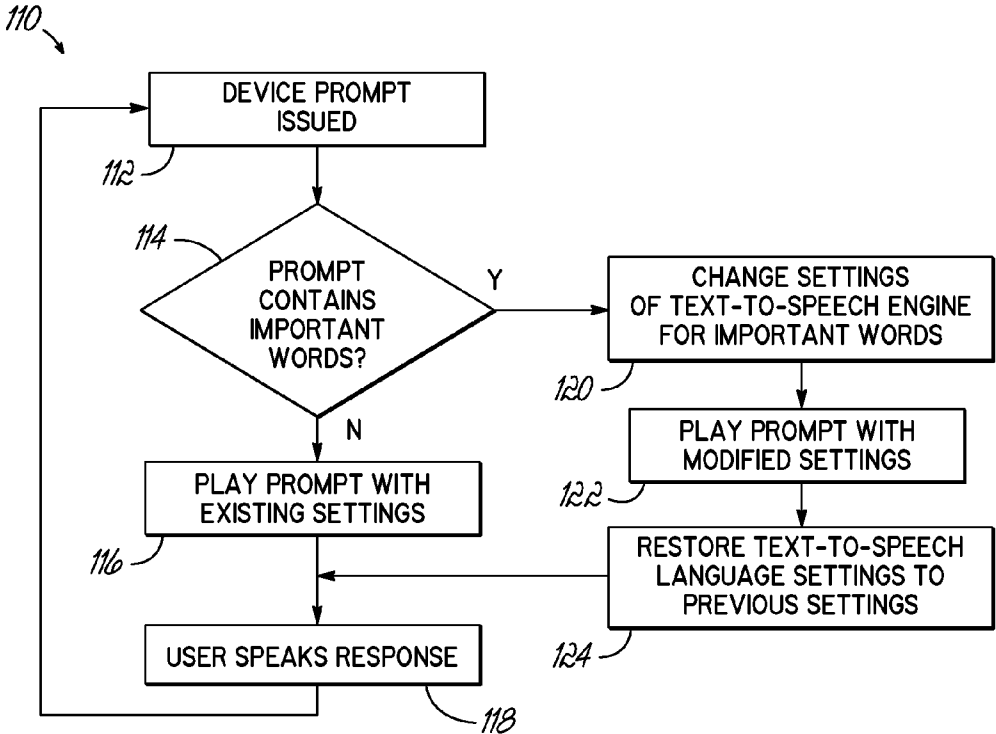 110
DEVICE PROMPT
ISSUED
112
114
PROMPT
CONTAINS
IMPORTANT
WORDS?
Y
CHANGE SETTINGS
OF TEXT-TO-SPEECH ENGINE
FOR IMPORTANT WORDS
120
N
PLAY PROMPT WITH
MODIFIED SETTINGS
122
PLAY PROMPT WITH
EXISTING SETTINGS
116
RESTORE TEXT-TO-SPEECH
LANGUAGE SETTINGS TO
PREVIOUS SETTINGS
124
USER SPEAKS RESPONSE
118